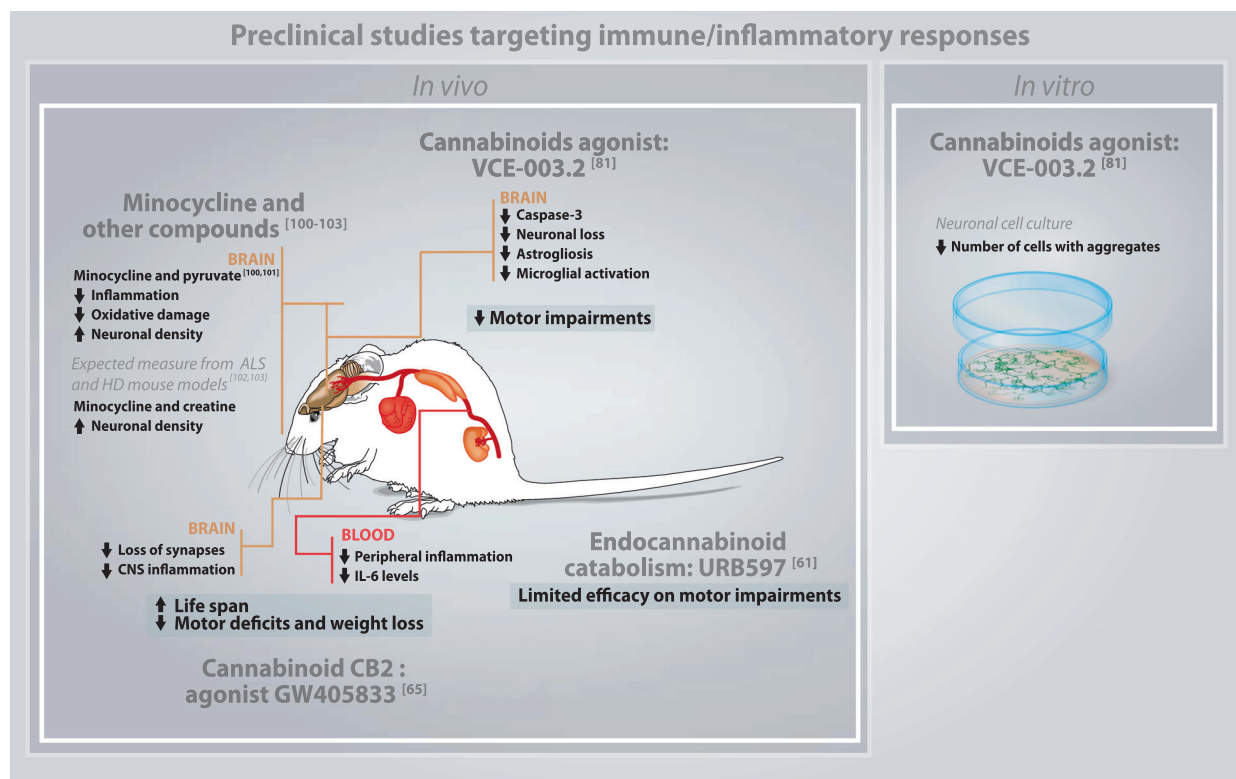 Preclinical studies targeting immune/inflammatory responses
In vivo
Cannabinoids agonist:
VCE-003.2 [81]
BRAIN
↓ Caspase-3
↓ Neuronal loss
↓ Astrogliosis
↓ Microglial activation
↓ Motor impairments
Minocycline and
other compounds [100-103]
BRAIN
Minocycline and pyruvate [100,101]
↓ Inflammation
↓ Oxidative damage
↑ Neuronal density
Expected measure from ALS
and HD mouse models [102,103]
Minocycline and creatine
↑ Neuronal density
BRAIN
↓ Loss of synapses
↓ CNS inflammation
BLOOD
↓ Peripheral inflammation
↓ IL-6 levels
↑ Life span
↓ Motor deficits and weight loss
Cannabinoid CB2 :
agonist GW405833 [65]
Endocannabinoid
catabolism: URB597 [61]
Limited efficacy on motor impairments
In vitro
Cannabinoids agonist:
VCE-003.2 [81]
Neuronal cell culture
↓ Number of cells with aggregates